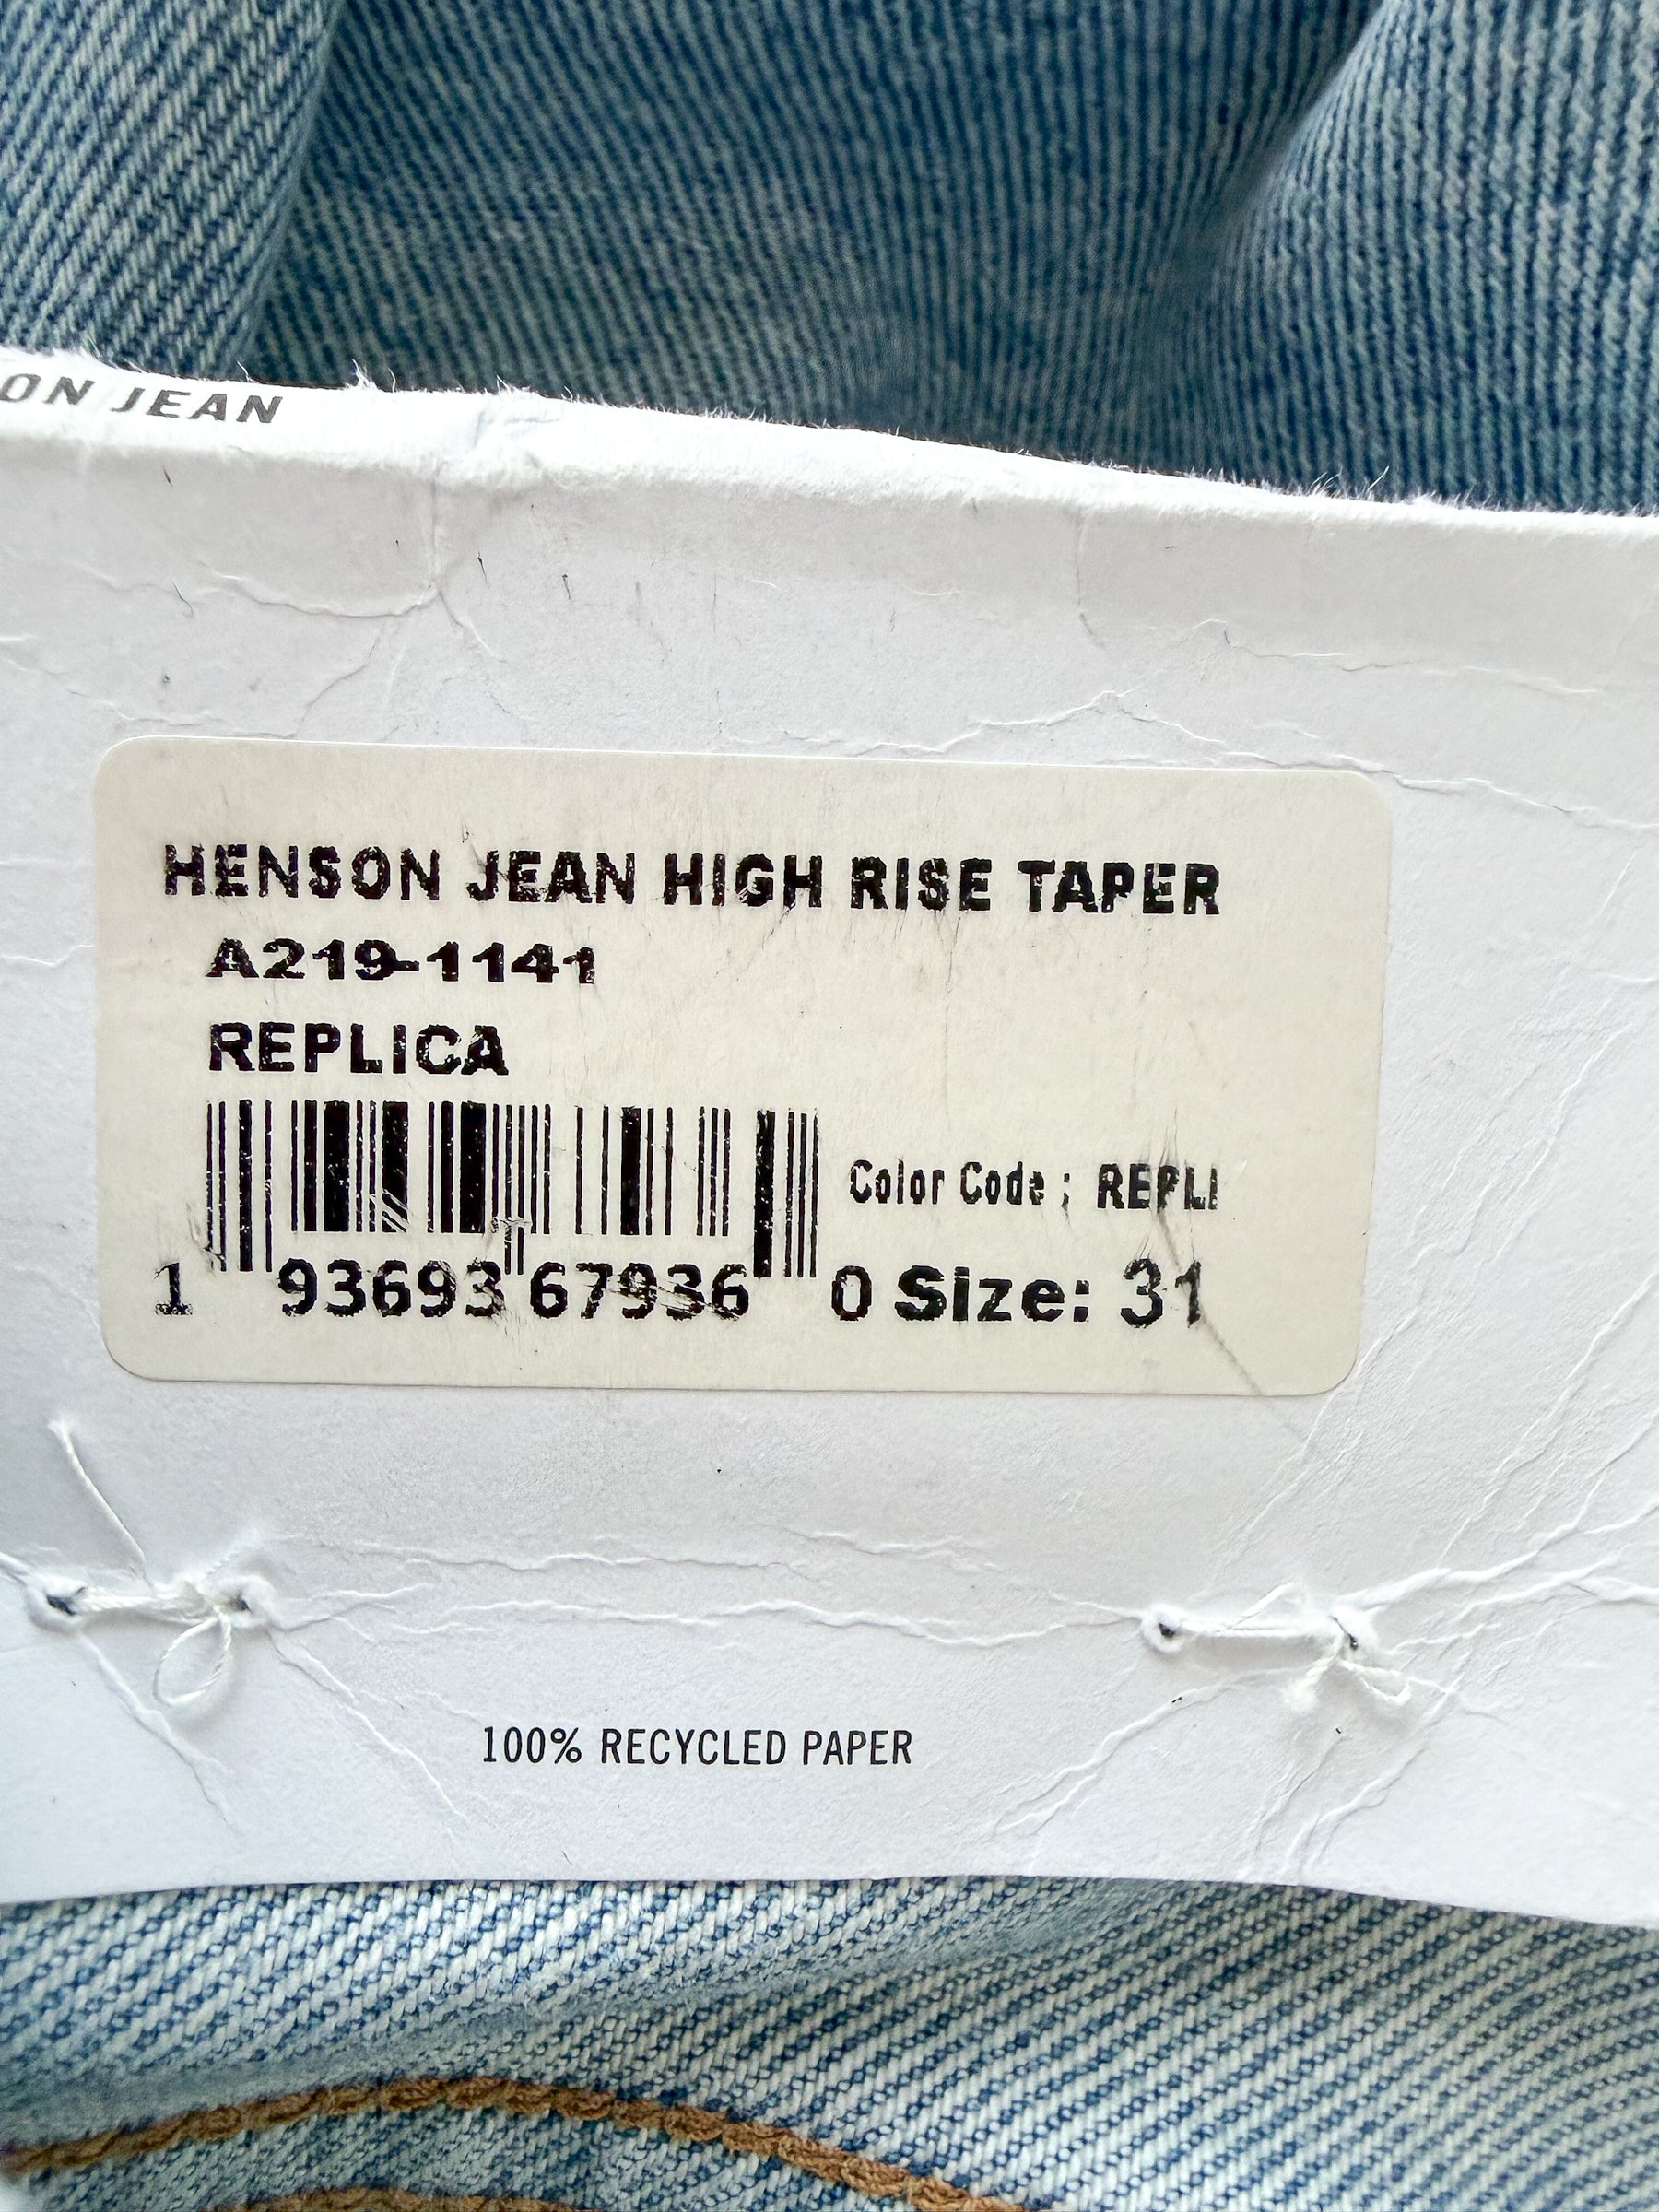 ON JEAN
HENSON JEAN HIGH RISE TAPER
A219-1141
REPLICA
Color Code : REPLI
1 93693 67936 0 Size: 31
100% RECYCLED PAPER